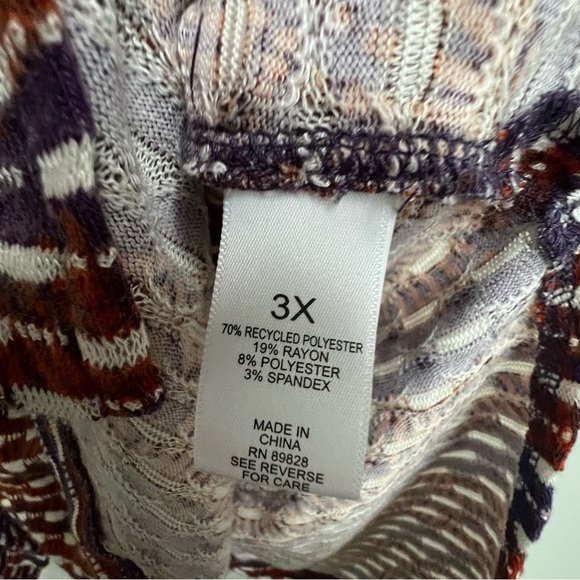 3X
70% RECYCLED POLYESTER
19% RAYON
8% POLYESTER
3% SPANDEX
MADE IN
CHINA
RN 89828
SEE REVERSE
FOR CARE